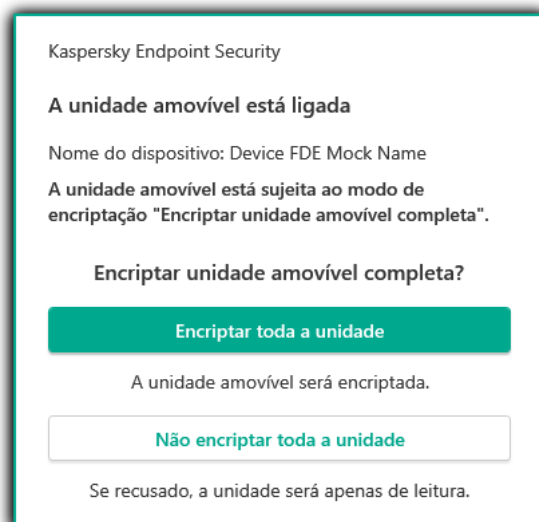 Kaspersky Endpoint Security
A unidade amovível está ligada
Nome do dispositivo: Device FDE Mock Name
A unidade amovível está sujeita ao modo de
encriptação "Encriptar unidade amovível completa".
Encriptar unidade amovível completa?
Encriptar toda a unidade
A unidade amovível será encriptada.
Não encriptar toda a unidade
Se recusado, a unidade será apenas de leitura.